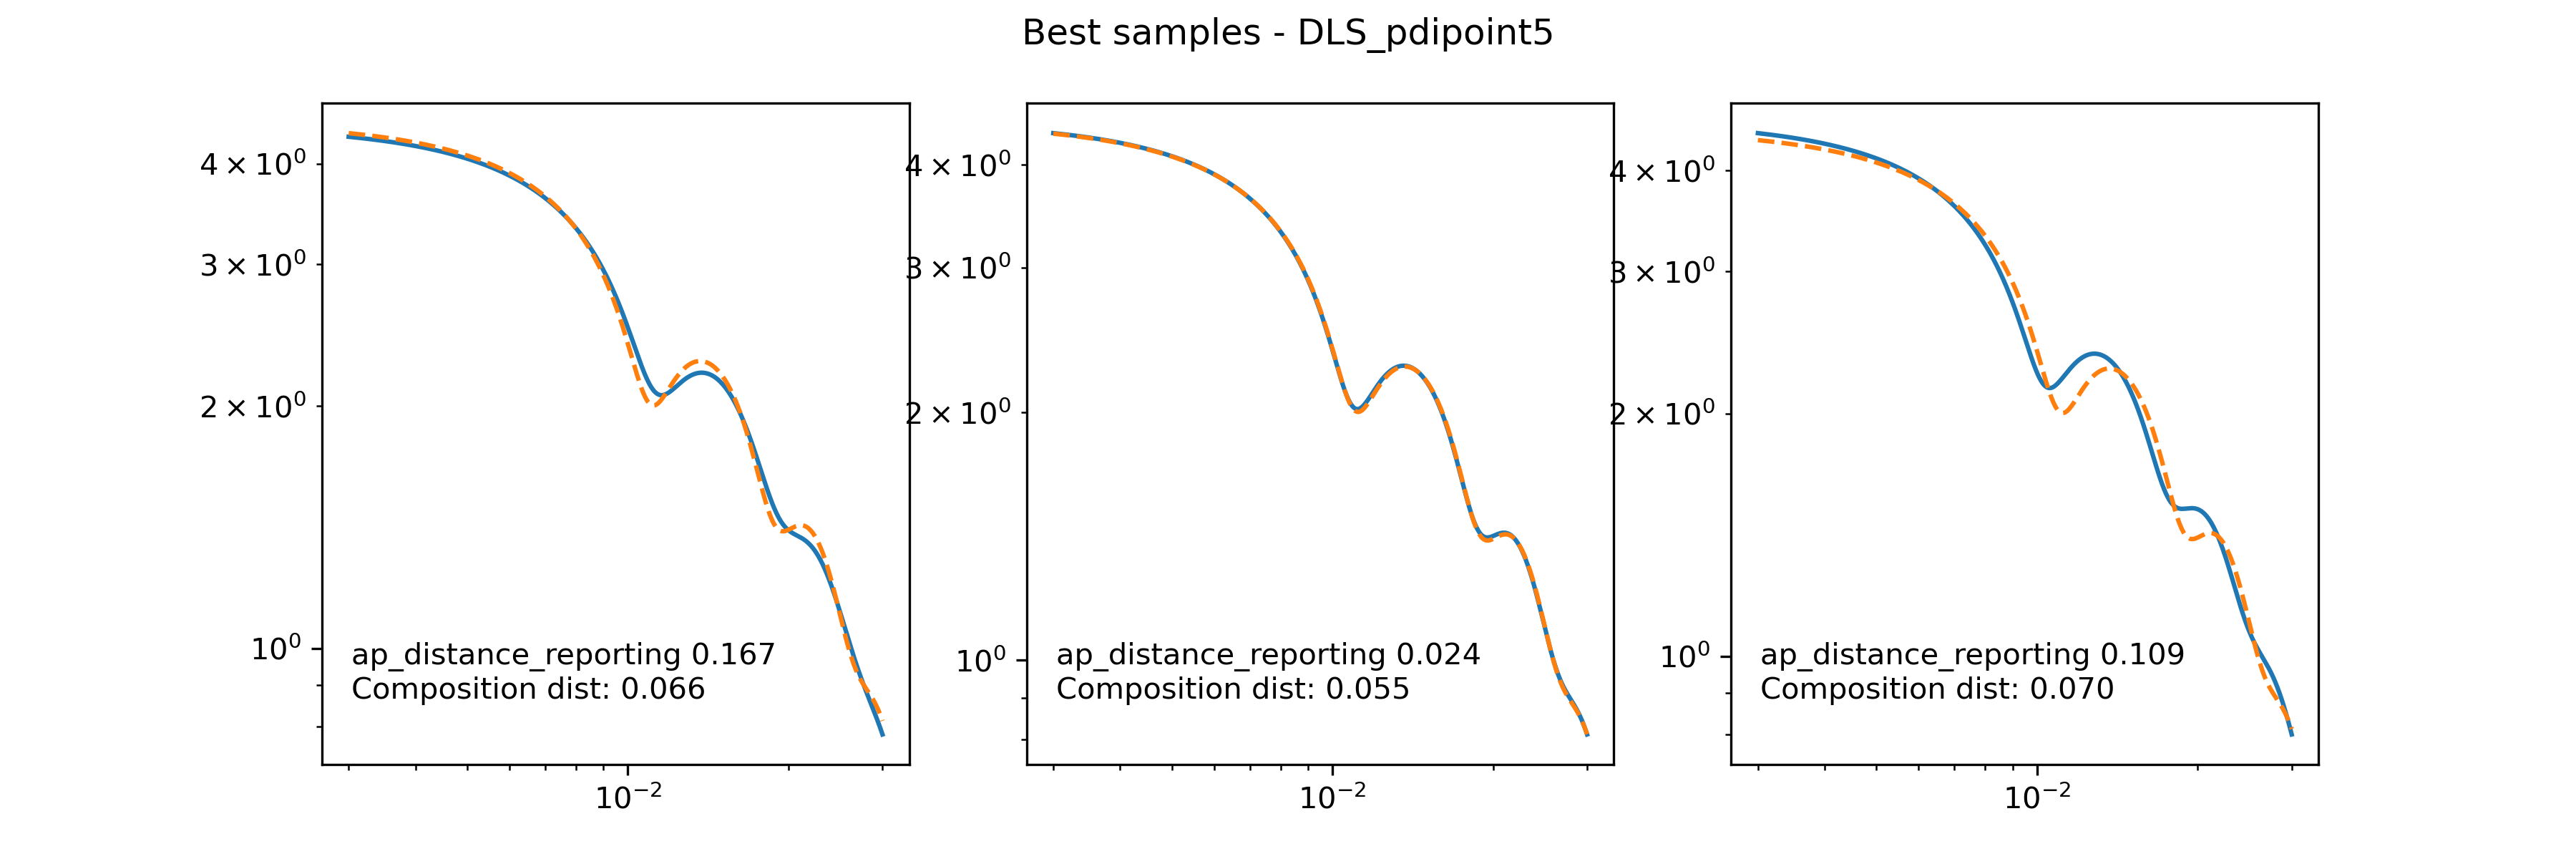 Best samples - DLS_pdipoint5
4 × 10⁰
3 × 10⁰
2 × 10⁰
10⁰
ap_distance_reporting 0.167
Composition dist: 0.066
10⁻²
4 × 10⁰
3 × 10⁰
2 × 10⁰
10⁰
ap_distance_reporting 0.024
Composition dist: 0.055
10⁻²
4 × 10⁰
3 × 10⁰
2 × 10⁰
10⁰
ap_distance_reporting 0.109
Composition dist: 0.070
10⁻²